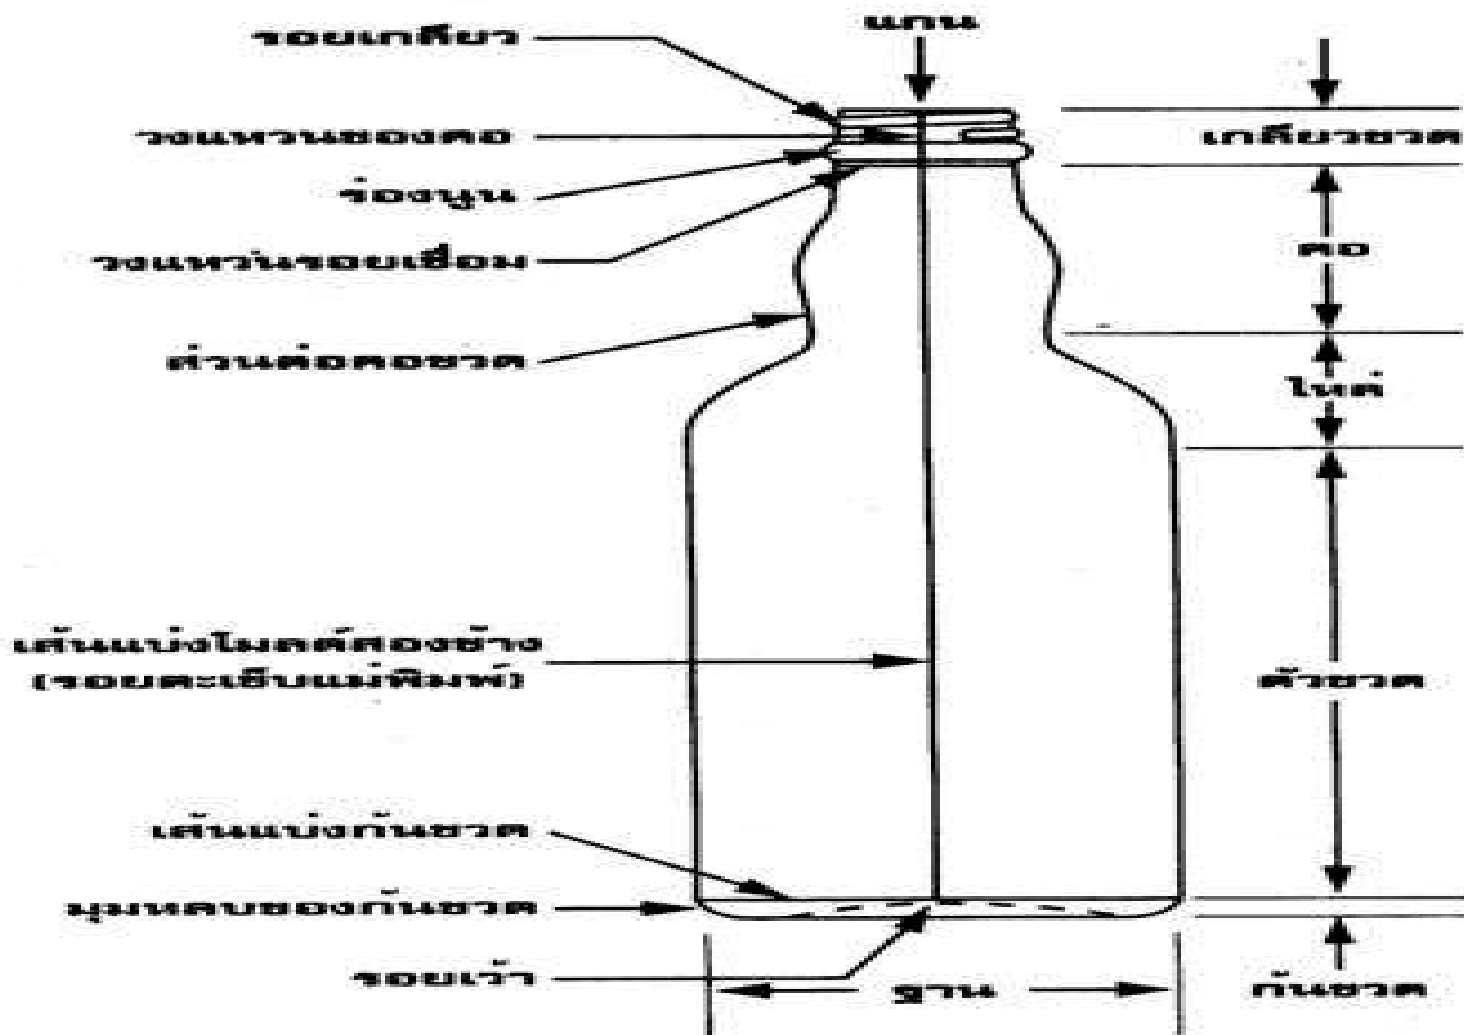 แกน
รอยเกลียว
วงแหวนของคอ
เกลียวขวด
ร่องนูน
คอ
วงแหวนรอยเชื่อม
ส่วนต่อคอขวด
ไหล่
เส้นแบ่งโมลด์สองข้าง
(รอยตะเข็บแม่พิมพ์)
ตัวขวด
เส้นแบ่งก้นขวด
มุมหลบของก้นขวด
รอยเว้า
ฐาน
ก้นขวด